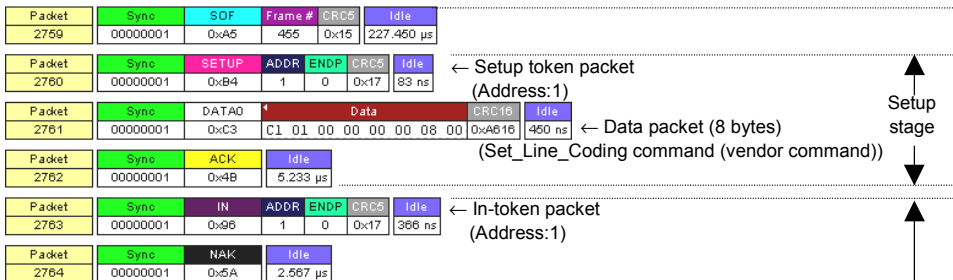 Packet Sync SOF Frame # CRC5 Idle
2759 00000001 0xA5 455 0x15 227.450 µs
Packet Sync SETUP ADDR ENDP CRC5 Idle
2760 00000001 0xB4 1 0 0x17 83 ns
← Setup token packet
(Address:1)
Setup
stage
Packet Sync DATA0 Data CRC16 Idle
2761 00000001 0xC3 C1 01 00 00 00 00 08 00 0xA616 450 ns
← Data packet (8 bytes)
(Set_Line_Coding command (vendor command))
Packet Sync ACK Idle
2762 00000001 0x4B 5.233 µs
Packet Sync IN ADDR ENDP CRC5 Idle
2763 00000001 0x96 1 0 0x17 366 ns
← In-token packet
(Address:1)
Packet Sync NAK Idle
2764 00000001 0x5A 2.567 µs